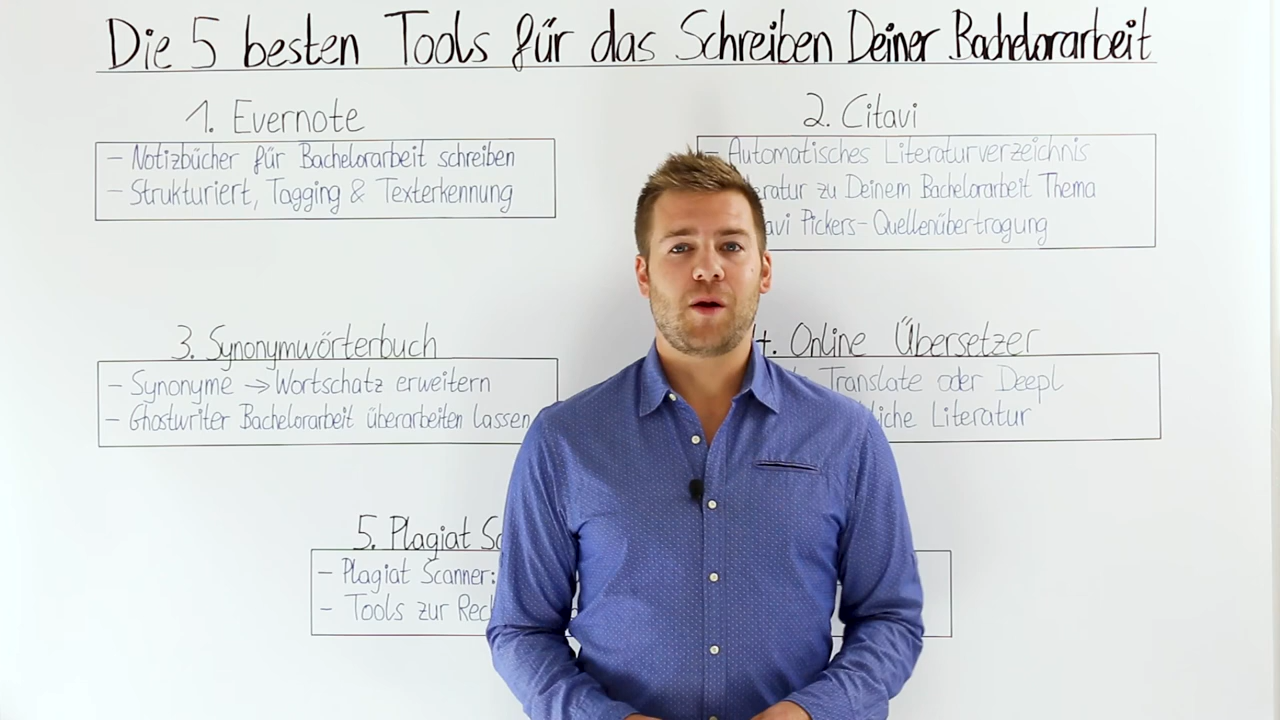 Die 5 besten Tools für das Schreiben Deiner Bachelorarbeit
1. Evernote
- Notizbücher für Bachelorarbeit schreiben
- Strukturiert, Tagging & Texterkennung
2. Citavi
- Automatisches Literaturverzeichnis
zu Deinem Bachelorarbeit Thema
Pickers-Quellenübertragung
3. Synonymwörterbuch
- Synonyme → Wortschatz erweitern
- Ghostwriter Bachelorarbeit überarbeiten lassen
4. Online Übersetzer
Translate oder Deepl
Literatur
5. Plagiat
- Plagiat Scanner:
- Tools zur